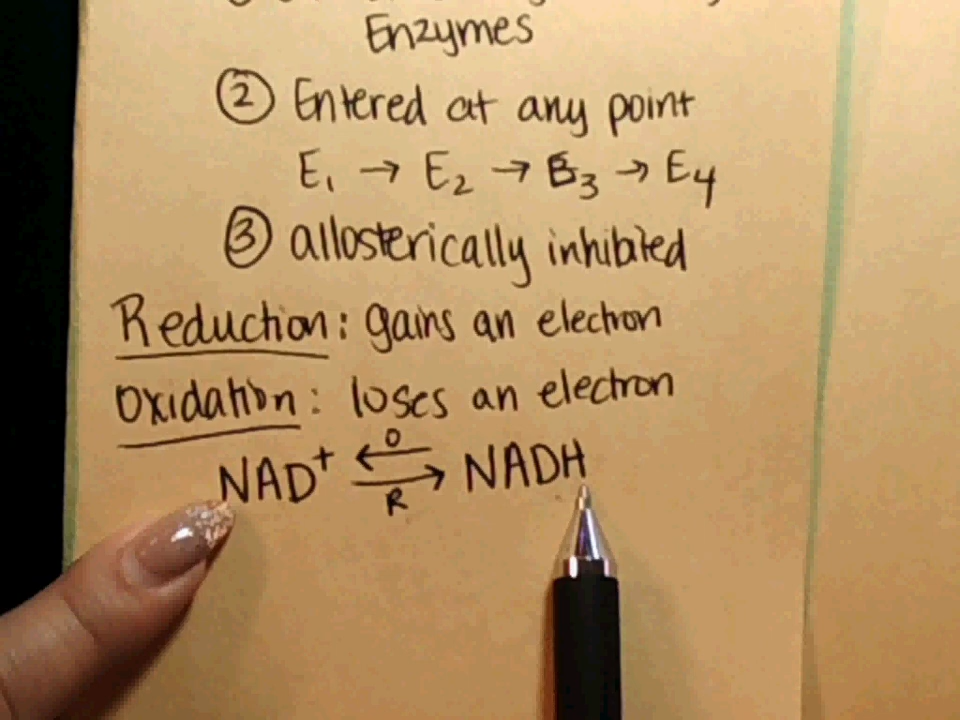 Enzymes
② Entered at any point
E₁ → E₂ → E₃ → E₄
③ allosterically inhibited
Reduction: gains an electron
Oxidation: loses an electron
O
NAD⁺ ⇄ NADH
R